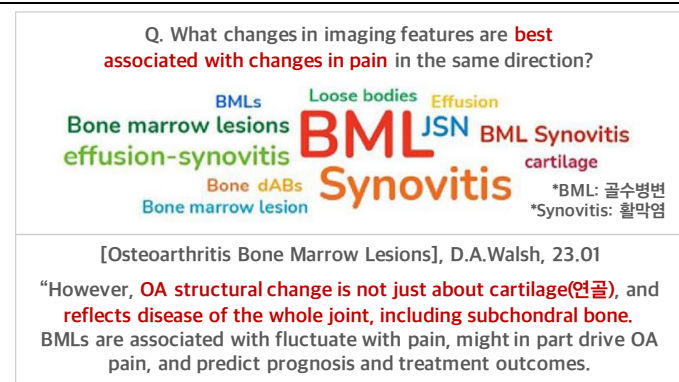 Q. What changes in imaging features are best
associated with changes in pain in the same direction?
BMLs Loose bodies Effusion
Bone marrow lesions BML JSN BML Synovitis
effusion-synovitis cartilage
Bone dABs Synovitis *BML: 골수병변
Bone marrow lesion *Synovitis: 활막염
[Osteoarthritis Bone Marrow Lesions], D.A.Walsh, 23.01
“However, OA structural change is not just about cartilage(연골), and
reflects disease of the whole joint, including subchondral bone.
BMLs are associated with fluctuate with pain, might in part drive OA
pain, and predict prognosis and treatment outcomes.